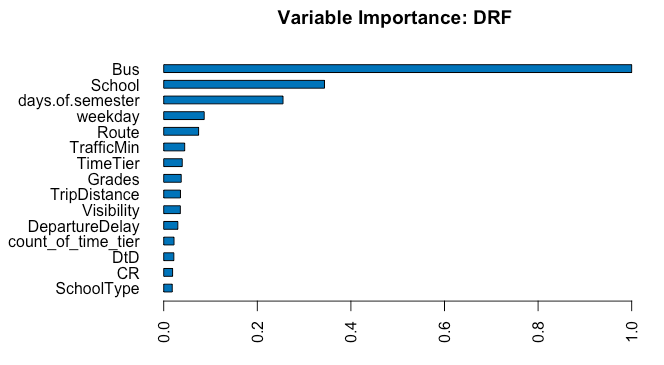 Variable Importance: DRF
Bus
School
days.of.semester
weekday
Route
TrafficMin
TimeTier
Grades
TripDistance
Visibility
DepartureDelay
count_of_time_tier
DtD
CR
SchoolType
0.0
0.2
0.4
0.6
0.8
1.0